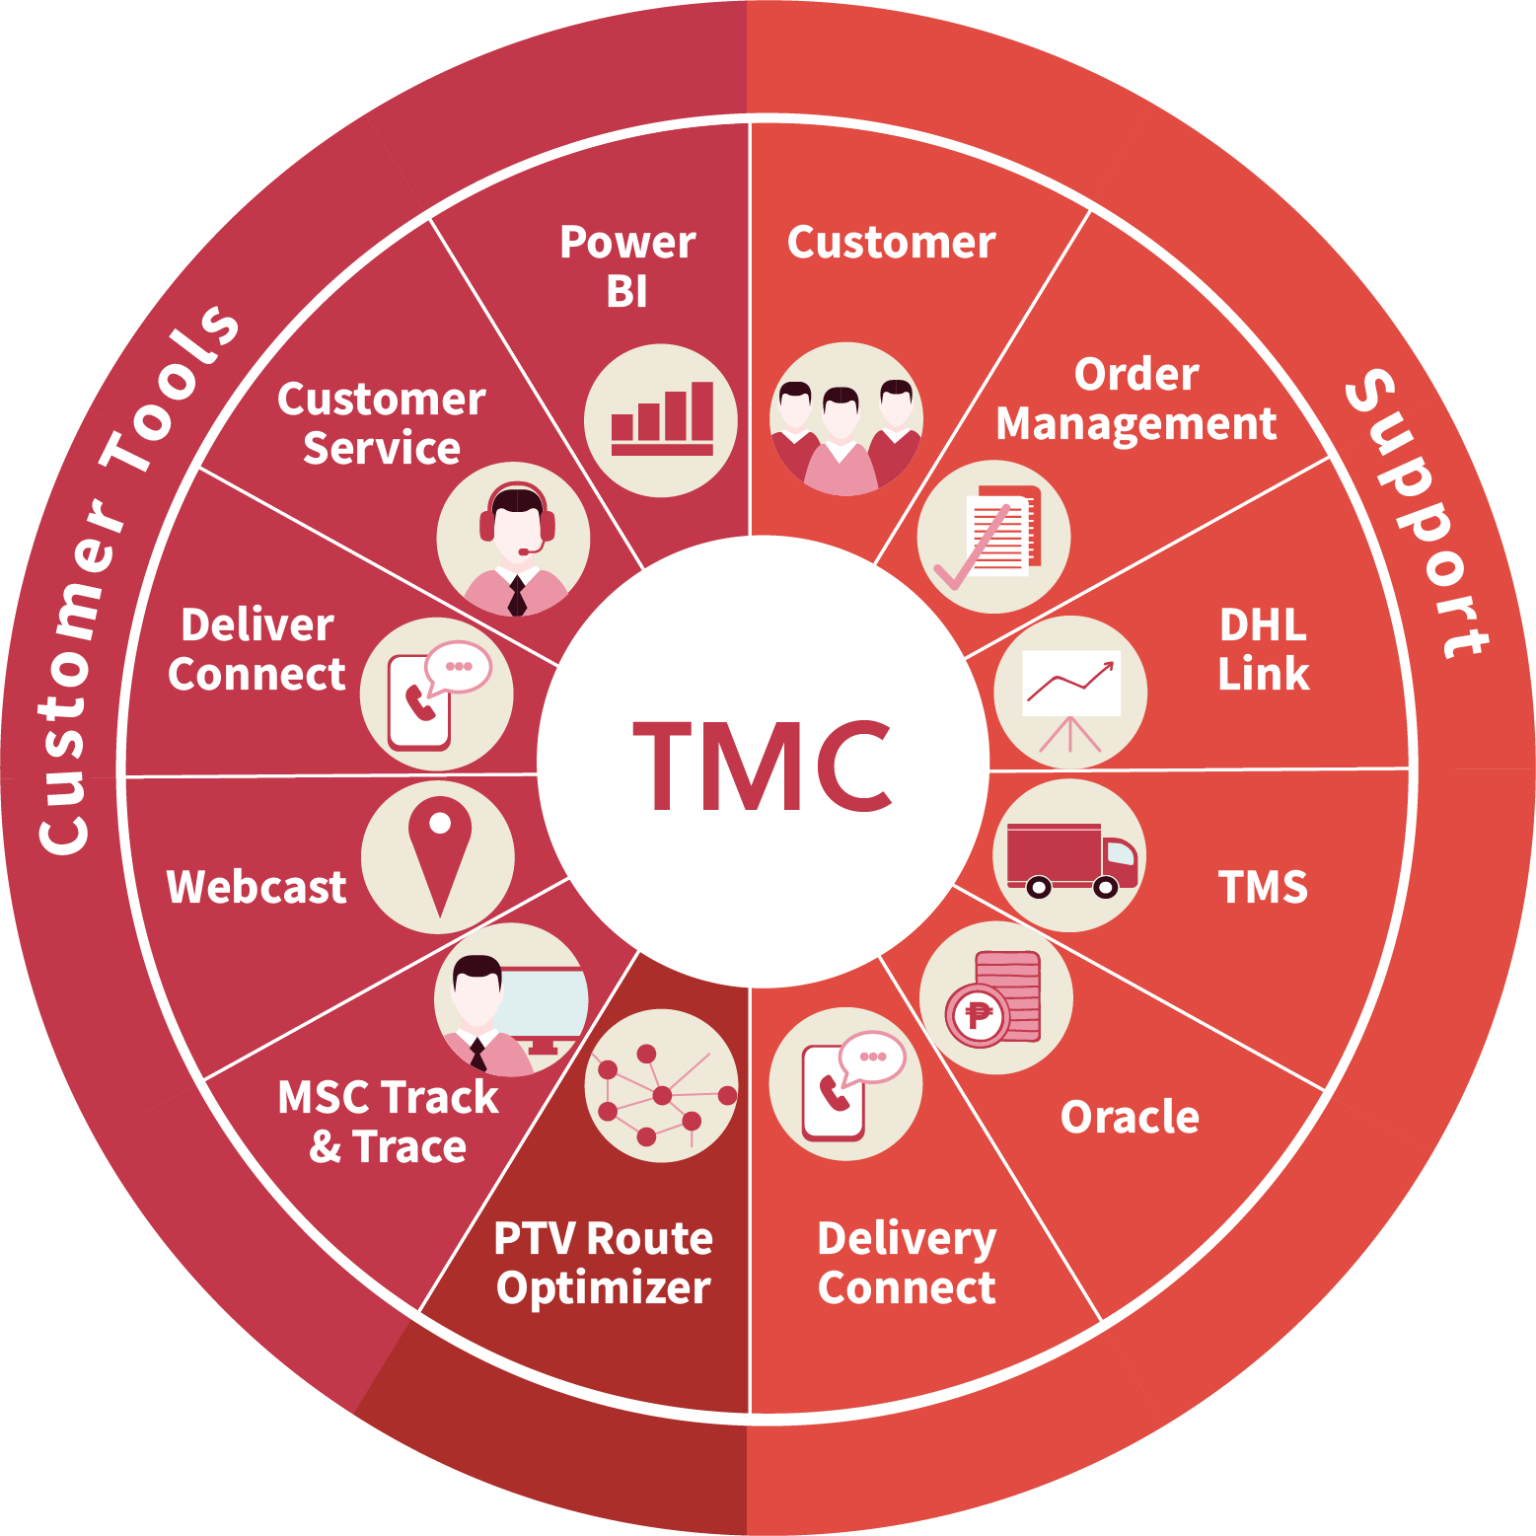 Customer Tools
Support
Power
BI
Customer
Order
Management
DHL
Link
TMS
Oracle
Delivery
Connect
PTV Route
Optimizer
MSC Track
& Trace
Webcast
Deliver
Connect
Customer
Service
TMC
₱